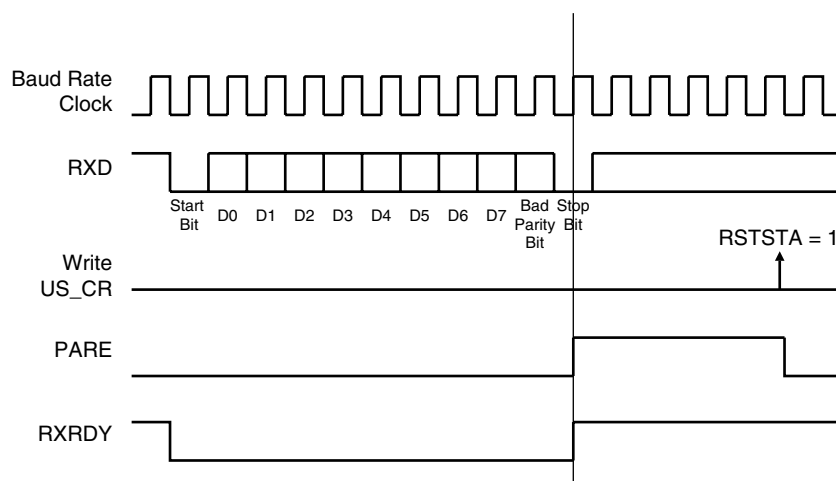 Baud Rate
Clock
RXD
Start
Bit
D0 D1 D2 D3 D4 D5 D6 D7
Bad
Parity
Bit
Stop
Bit
RSTSTA = 1
Write
US_CR
PARE
RXRDY